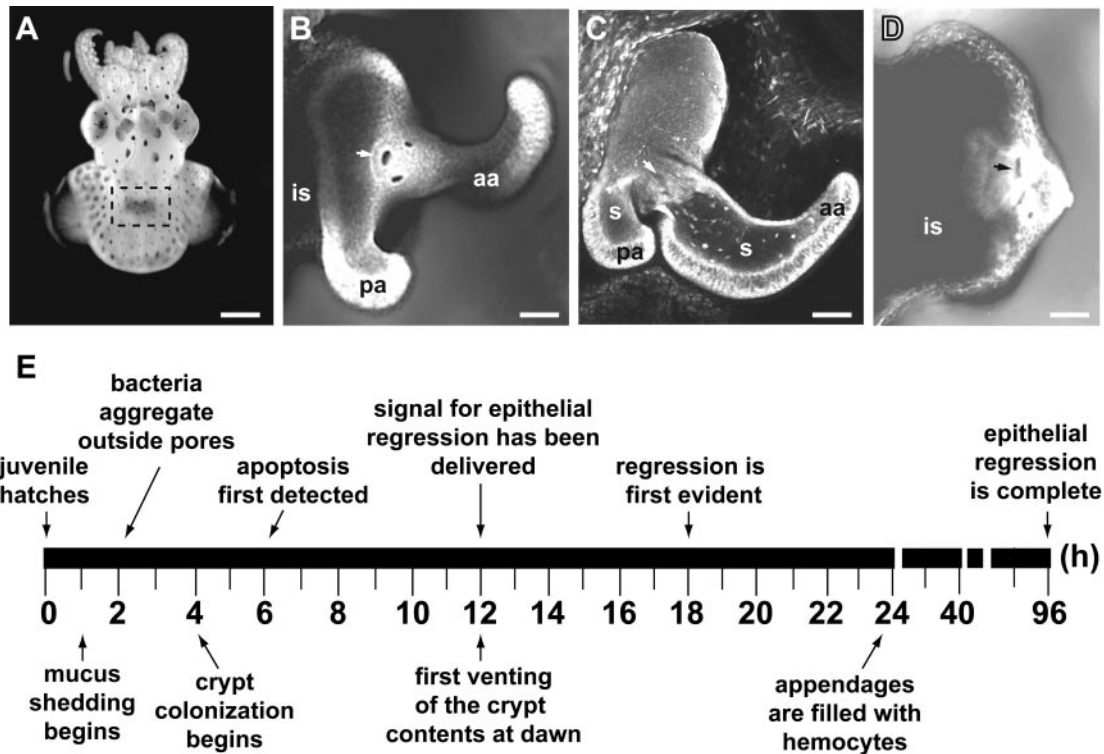 A
B
is
aa
pa
C
s
pa
s
aa
D
is
E
juvenile
hatches
bacteria
aggregate
outside pores
apoptosis
first detected
signal for epithelial
regression has been
delivered
regression is
first evident
epithelial
regression
is complete
(h)
0 2 4 6 8 10 12 14 16 18 20 22 24 40 96
mucus
shedding
begins
crypt
colonization
begins
first venting
of the crypt
contents at dawn
appendages
are filled with
hemocytes